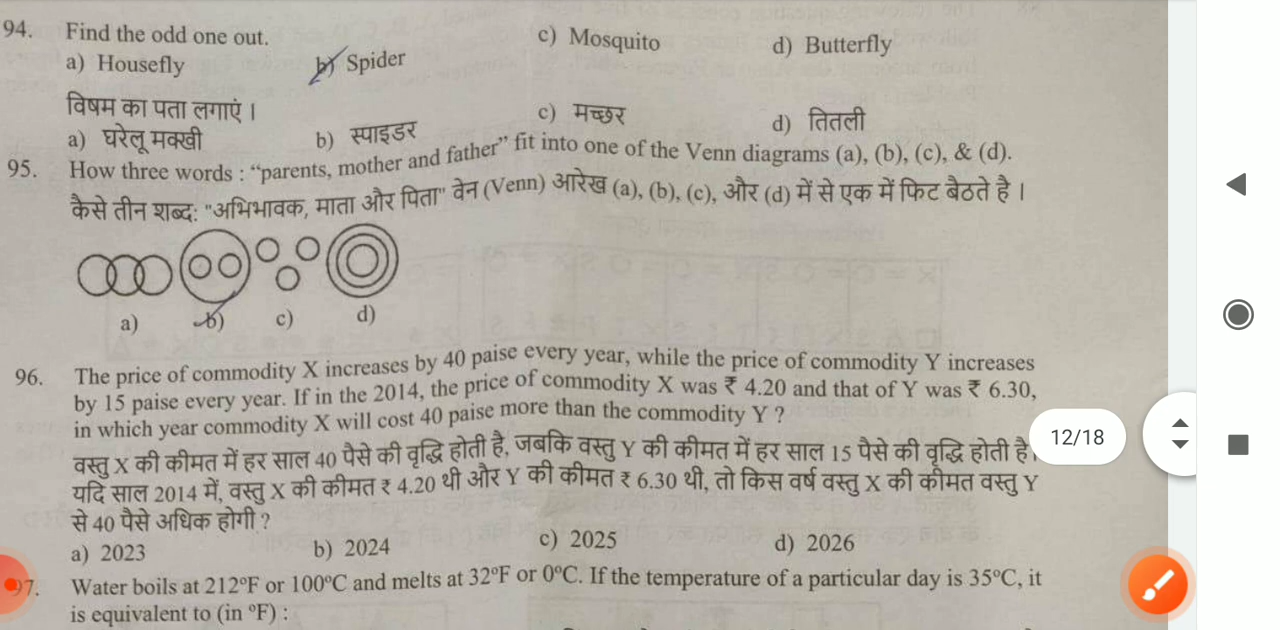 94. Find the odd one out.
a) Housefly b) Spider c) Mosquito d) Butterfly
विषम का पता लगाएं ।
a) घरेलू मक्खी b) स्पाइडर c) मच्छर d) तितली
95. How three words : “parents, mother and father” fit into one of the Venn diagrams (a), (b), (c), & (d).
कैसे तीन शब्द: "अभिभावक, माता और पिता" वेन (Venn) आरेख (a), (b), (c), और (d) में से एक में फिट बैठते है ।
a) b) c) d)
96. The price of commodity X increases by 40 paise every year, while the price of commodity Y increases
by 15 paise every year. If in the 2014, the price of commodity X was ₹ 4.20 and that of Y was ₹ 6.30,
in which year commodity X will cost 40 paise more than the commodity Y ?
वस्तु X की कीमत में हर साल 40 पैसे की वृद्धि होती है, जबकि वस्तु Y की कीमत में हर साल 15 पैसे की वृद्धि होती है।
यदि साल 2014 में, वस्तु X की कीमत ₹ 4.20 थी और Y की कीमत ₹ 6.30 थी, तो किस वर्ष वस्तु X की कीमत वस्तु Y
से 40 पैसे अधिक होगी ?
a) 2023 b) 2024 c) 2025 d) 2026
97. Water boils at 212ºF or 100ºC and melts at 32ºF or 0ºC. If the temperature of a particular day is 35ºC, it
is equivalent to (in ºF) :
12/18